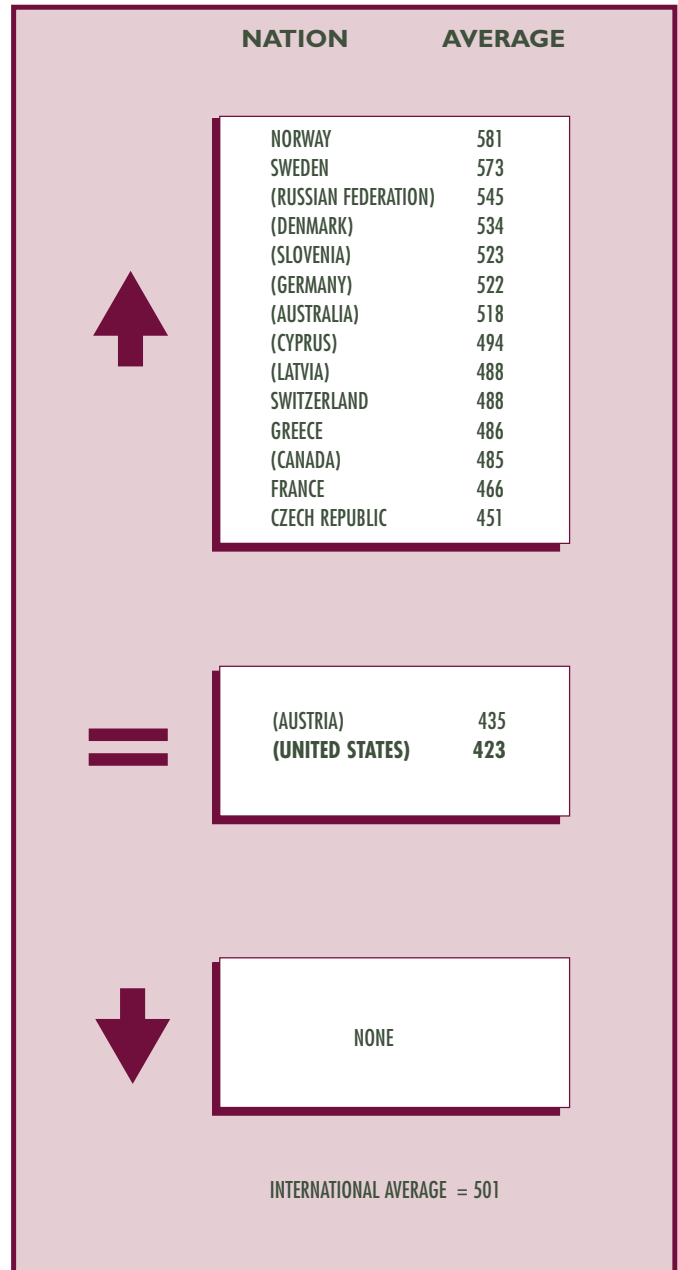 NATION AVERAGE
NORWAY 581
SWEDEN 573
(RUSSIAN FEDERATION) 545
(DENMARK) 534
(SLOVENIA) 523
(GERMANY) 522
(AUSTRALIA) 518
(CYPRUS) 494
(LATVIA) 488
SWITZERLAND 488
GREECE 486
(CANADA) 485
FRANCE 466
CZECH REPUBLIC 451
(AUSTRIA) 435
(UNITED STATES) 423
NONE
INTERNATIONAL AVERAGE = 501